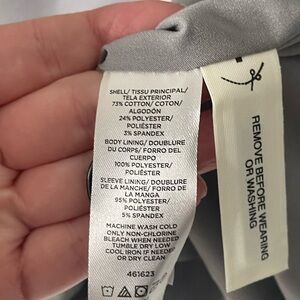 SHELL/ TISSU PRINCIPAL/
TELA EXTERIOR
73% COTTON/ COTON/
ALGODÓN
24% POLYESTER/
POLIÉSTER
3% SPANDEX
BODY LINING/ DOUBLURE
DU CORPS/ FORRO DEL
CUERPO
100% POLYESTER/
POLIÉSTER
SLEEVE LINING/ DOUBLURE
DE LA MANCHE/ FORRO DE
LA MANGA
95% POLYESTER/
POLIÉSTER
5% SPANDEX
MACHINE WASH COLD
ONLY NON-CHLORINE
BLEACH WHEN NEEDED
TUMBLE DRY LOW
COOL IRON IF NEEDED
OR DRY CLEAN
461623
REMOVE BEFORE WEARING
OR WASHING